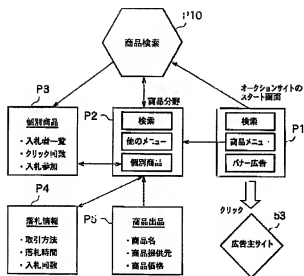 P10
商品検索
P3
個別商品
・入札者一覧
・クリック回数
・入札参加
P2
商品分野
検索
他のメニュー
個別商品
オークションサイトの
スタート画面
検索
商品メニュー
バナー広告
P1
P4
落札情報
・取引方法
・落札時間
・入札回数
P5
商品出品
・商品名
・商品提供元
・商品価格
クリック
53
広告主サイト